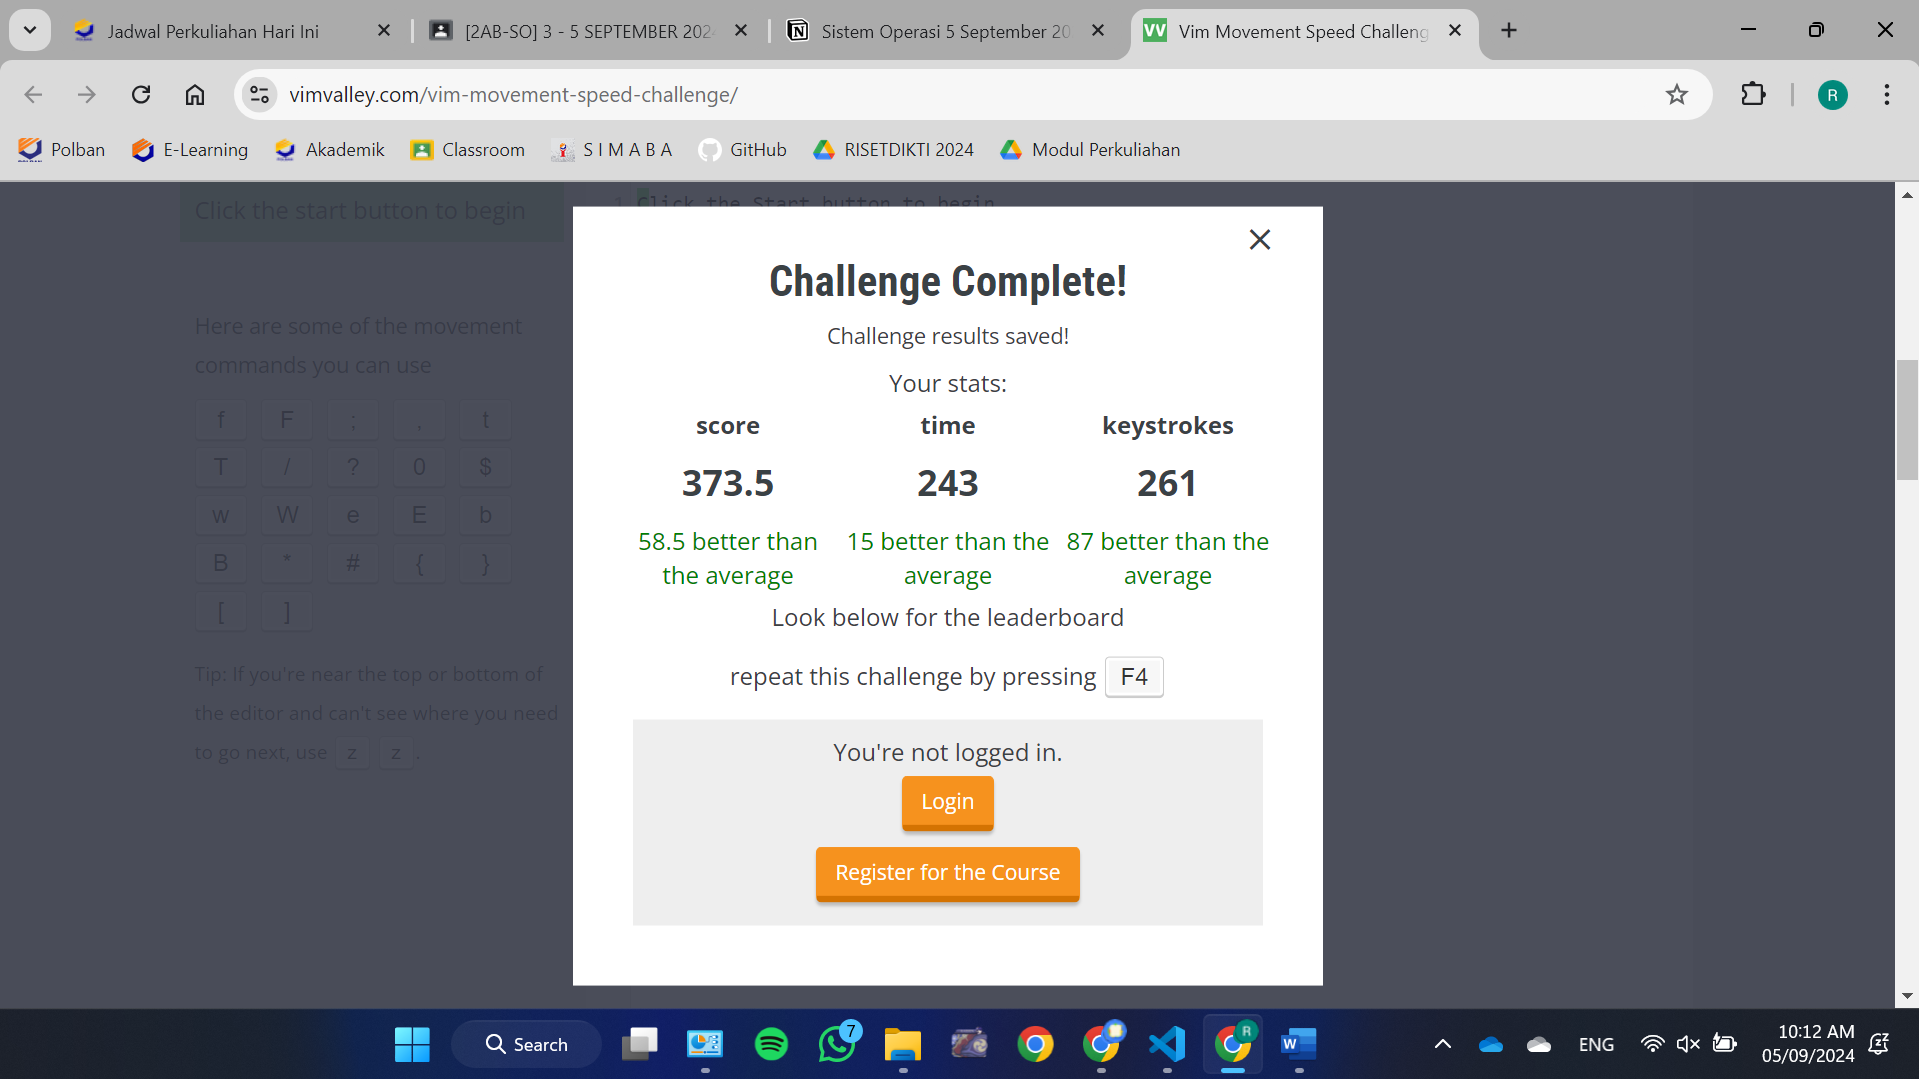 Jadwal Perkuliahan Hari Ini
[2AB-SO] 3 - 5 SEPTEMBER 202
Sistem Operasi 5 September 20
VV Vim Movement Speed Challeng
vimvalley.com/vim-movement-speed-challenge/
R
Polban
E-Learning
Akademik
Classroom
S I M A B A
GitHub
RISETDIKTI 2024
Modul Perkuliahan
Click the start button to begin
1 Click the Start button to begin
Here are some of the movement
commands you can use
f F ; , t
T / ? 0 $
w W e E b
B * # { }
[ ]
Tip: If you're near the top or bottom of
the editor and can't see where you need
to go next, use z z .
Challenge Complete!
Challenge results saved!
Your stats:
score time keystrokes
373.5 243 261
58.5 better than
the average
15 better than the
average
87 better than the
average
Look below for the leaderboard
repeat this challenge by pressing F4
You're not logged in.
Login
Register for the Course
Search
7
R
W
ENG
10:12 AM
05/09/2024